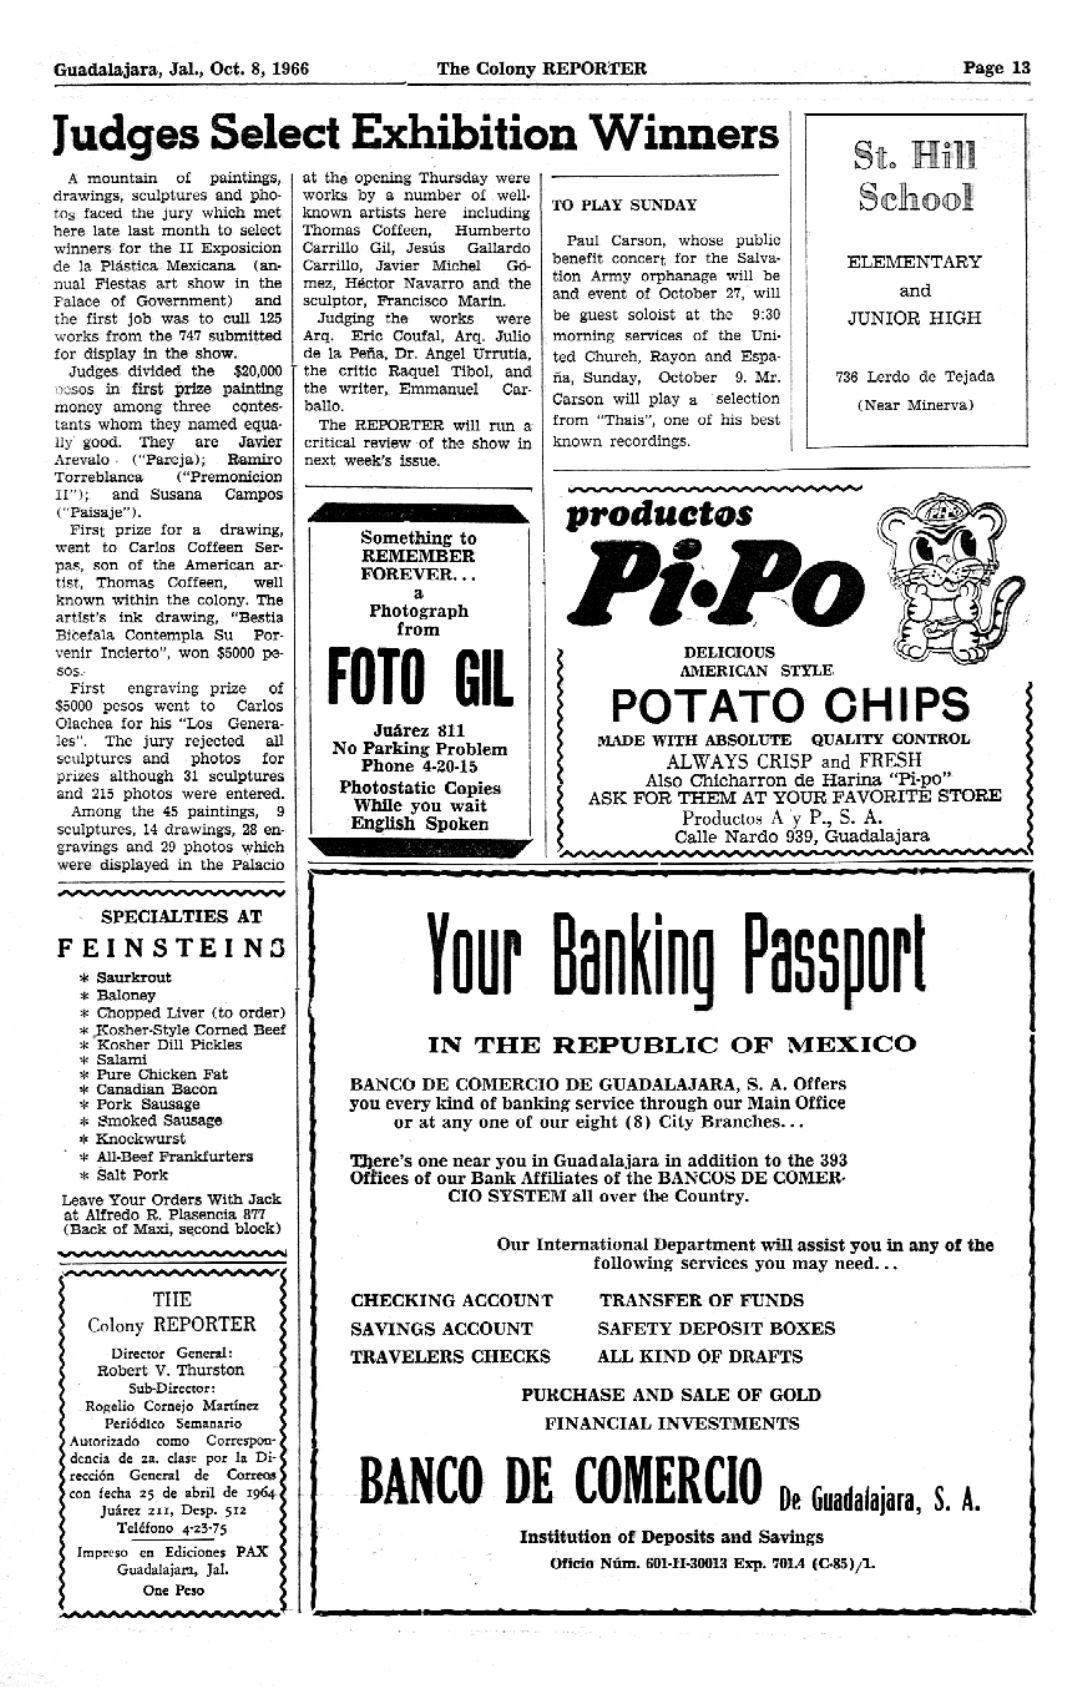 Guadalajara, Jal., Oct. 8, 1966
The Colony REPORTER
Page 13
Judges Select Exhibition Winners
A mountain of paintings,
drawings, sculptures and pho-
tos faced the jury which met
here late last month to select
winners for the II Exposicion
de la Plástica Mexicana (an-
nual Fiestas art show in the
Palace of Government) and
the first job was to cull 125
works from the 747 submitted
for display in the show.
Judges divided the $20,000
pesos in first prize painting
money among three contes-
tants whom they named equa-
lly good. They are Javier
Arevalo ("Pareja); Ramiro
Torreblanca ("Premonicion
II"); and Susana Campos
("Paisaje").
First prize for a drawing,
went to Carlos Coffeen Ser-
pas, son of the American ar-
tist, Thomas Coffeen, well
known within the colony. The
artist's ink drawing, "Bestia
Bicefala Contempla Su Por-
venir Incierto", won $5000 pe-
sos.
First engraving prize of
$5000 pesos went to Carlos
Olachea for his "Los Genera-
les". The jury rejected all
sculptures and photos for
prizes although 31 sculptures
and 215 photos were entered.
Among the 45 paintings, 9
sculptures, 14 drawings, 28 en-
gravings and 29 photos which
were displayed in the Palacio
at the opening Thursday were
works by a number of well-
known artists here including
Thomas Coffeen, Humberto
Carrillo Gil, Jesús Gallardo
Carrillo, Javier Michel Gó-
mez, Héctor Navarro and the
sculptor, Francisco Marín.
Judging the works were
Arq. Eric Coufal, Arq. Julio
de la Peña, Dr. Angel Urrutia,
the critic Raquel Tibol, and
the writer, Emmanuel Car-
ballo.
The REPORTER will run a
critical review of the show in
next week's issue.
TO PLAY SUNDAY
Paul Carson, whose public
benefit concert for the Salva-
tion Army orphanage will be
and event of October 27, will
be guest soloist at the 9:30
morning services of the Uni-
ted Church, Rayon and Espa-
ña, Sunday, October 9. Mr.
Carson will play a selection
from "Thais", one of his best
known recordings.
St. Hill
School
ELEMENTARY
and
JUNIOR HIGH
736 Lerdo de Tejada
(Near Minerva)
Something to
REMEMBER
FOREVER...
a
Photograph
from
FOTO GIL
Juárez 811
No Parking Problem
Phone 4-20-15
Photostatic Copies
While you wait
English Spoken
productos
Pi•Po
DELICIOUS
AMERICAN STYLE
POTATO CHIPS
MADE WITH ABSOLUTE QUALITY CONTROL
ALWAYS CRISP and FRESH
Also Chicharron de Harina "Pi-po"
ASK FOR THEM AT YOUR FAVORITE STORE
Productos A y P., S. A.
Calle Nardo 939, Guadalajara
SPECIALTIES AT
FEINSTEINS
* Saurkrout
* Baloney
* Chopped Liver (to order)
* Kosher-Style Corned Beef
* Kosher Dill Pickles
* Salami
* Pure Chicken Fat
* Canadian Bacon
* Pork Sausage
* Smoked Sausage
* Knockwurst
* All-Beef Frankfurters
* Salt Pork
Leave Your Orders With Jack
at Alfredo R. Plasencia 877
(Back of Maxi, second block)
THE
Colony REPORTER
Director General:
Robert V. Thurston
Sub-Director:
Rogelio Cornejo Martínez
Periódico Semanario
Autorizado como Correspon-
dencia de 2a. clase por la Di-
rección General de Correos
con fecha 25 de abril de 1964
Juárez 211, Desp. 512
Teléfono 4-23-75
Impreso en Ediciones PAX
Guadalajara, Jal.
One Peso
Your Banking Passport
IN THE REPUBLIC OF MEXICO
BANCO DE COMERCIO DE GUADALAJARA, S. A. Offers
you every kind of banking service through our Main Office
or at any one of our eight (8) City Branches...
There's one near you in Guadalajara in addition to the 393
Offices of our Bank Affiliates of the BANCOS DE COMER-
CIO SYSTEM all over the Country.
Our International Department will assist you in any of the
following services you may need...
CHECKING ACCOUNT TRANSFER OF FUNDS
SAVINGS ACCOUNT SAFETY DEPOSIT BOXES
TRAVELERS CHECKS ALL KIND OF DRAFTS
PURCHASE AND SALE OF GOLD
FINANCIAL INVESTMENTS
BANCO DE COMERCIO De Guadalajara, S. A.
Institution of Deposits and Savings
Oficio Núm. 601-II-30013 Exp. 701.4 (C-85)/1.